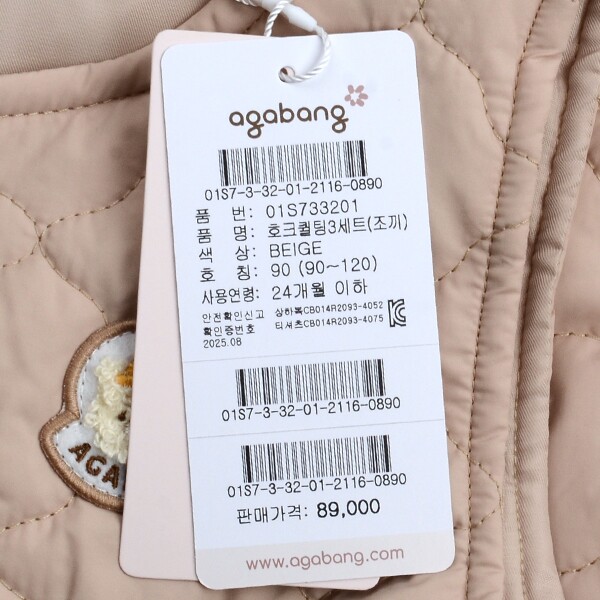 agabang
01S7-3-32-01-2116-0890
품 번: 01S733201
품 명: 호크퀼팅3세트(조끼)
색 상: BEIGE
호 칭: 90 (90~120)
사용연령: 24개월 이하
안전확인신고 상하복CB014R2093-4052
확인증번호 티셔츠CB014R2093-4075
2025.08
01S7-3-32-01-2116-0890
01S7-3-32-01-2116-0890
판매가격: 89,000
www.agabang.com
AGA